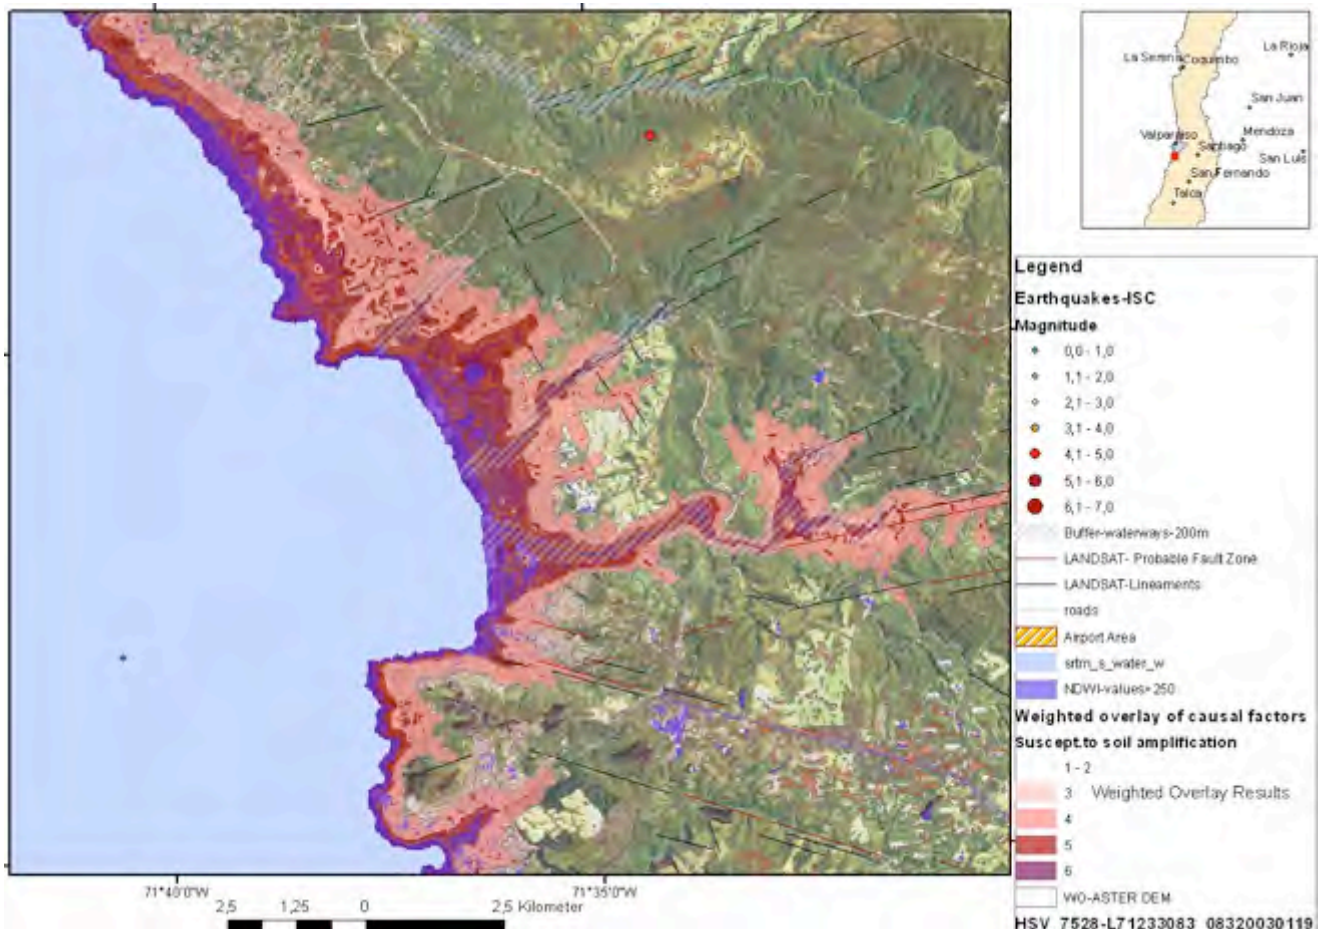 La Serena Coquimbo
La Rioja
San Juan
Valparaiso
Mendoza
Santiago
San Luis
San Fernando
Talca
Legend
Earthquakes-ISC
Magnitude
0,0 - 1,0
1,1 - 2,0
2,1 - 3,0
3,1 - 4,0
4,1 - 5,0
5,1 - 6,0
6,1 - 7,0
Buffer-waterways-200m
LANDSAT- Probable Fault Zone
LANDSAT-Lineaments
roads
Airport Area
srtm_s_water_w
NDWI-values>250
Weighted overlay of causal factors
Suscept.to soil amplification
1 - 2
3 Weighted Overlay Results
4
5
6
WO-ASTER DEM
HSV_7528-L71233083_08320030119
71°40'0"W
71°35'0"W
2,5 1,25 0 2,5 Kilometer